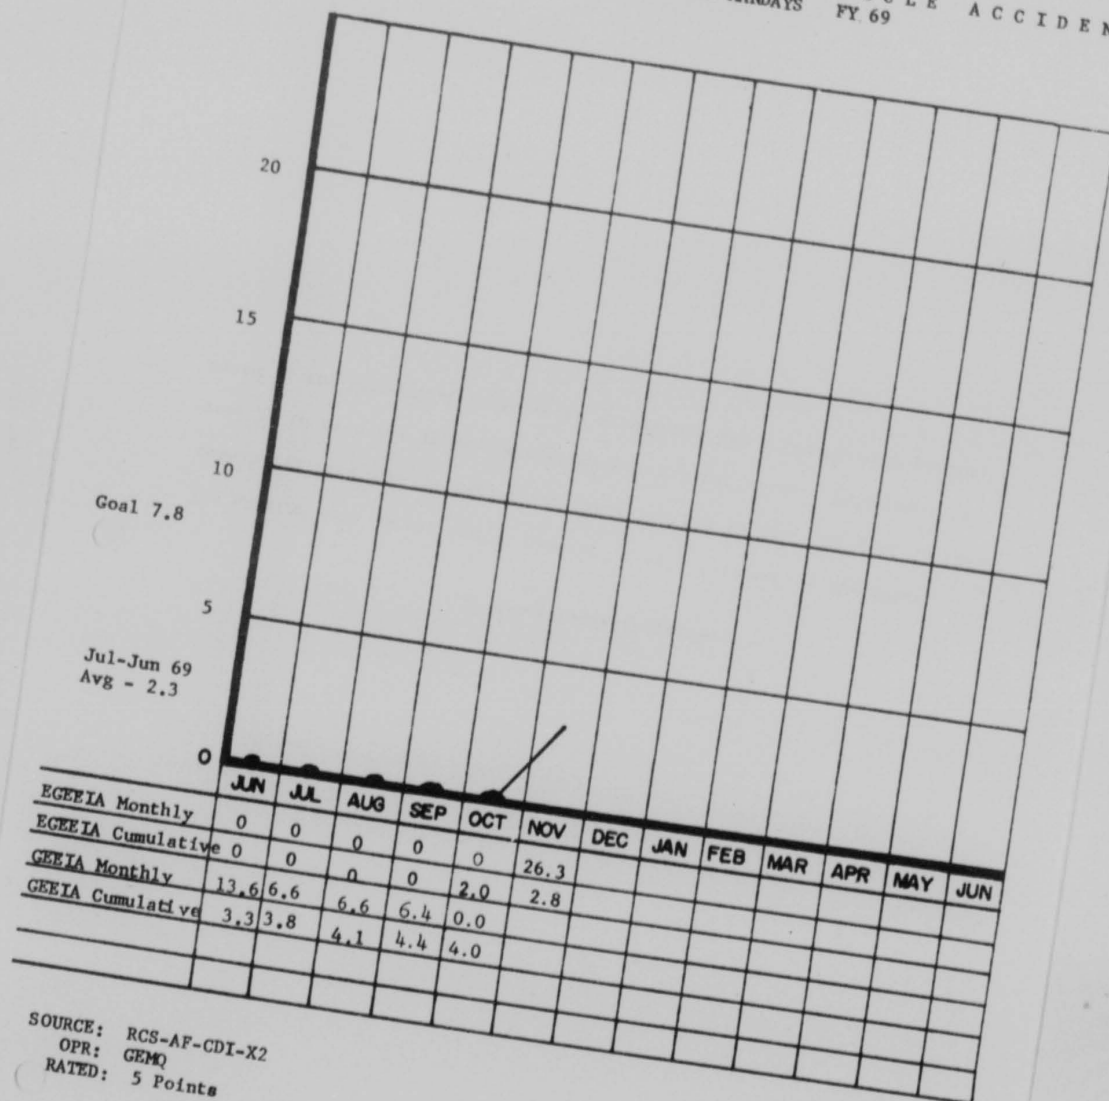 ACCIDEN
FY 69
20
15
10
Goal 7.8
5
Jul-Jun 69
Avg - 2.3
0
JUN JUL AUG SEP OCT NOV DEC JAN FEB MAR APR MAY JUN
EGEEIA Monthly 0 0 0 0 0 26.3
EGEEIA Cumulative 0 0 0 0 2.0 2.8
GEEIA Monthly 13.6 6.6 6.6 6.4 0.0
GEEIA Cumulative 3.3 3.8 4.1 4.4 4.0
SOURCE: RCS-AF-CDI-X2
OPR: GEMQ
RATED: 5 Points